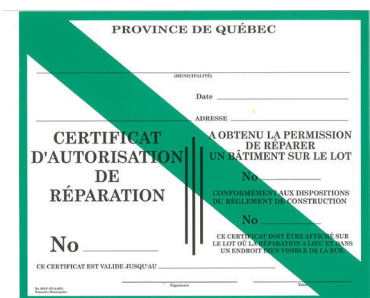 PROVINCE DE QUÉBEC
(MUNICIPALITÉ)
Date
ADRESSE
CERTIFICAT
D'AUTORISATION
DE
RÉPARATION
No
A OBTENU LA PERMISSION
DE RÉPARER
UN BÂTIMENT SUR LE LOT
No
CONFORMÉMENT AUX DISPOSITIONS
DU RÈGLEMENT DE CONSTRUCTION
No
CE CERTIFICAT DOIT ÊTRE AFFICHÉ SUR
LE LOT OÙ LA RÉPARATION A LIEU ET DANS
UN ENDROIT BIEN VISIBLE DE LA RUE
CE CERTIFICAT EST VALIDE JUSQU'AU
Signature